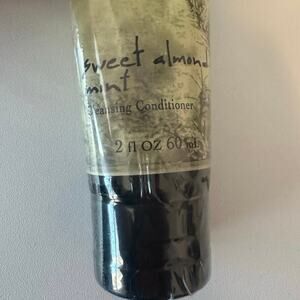 sweet almond
mint
Cleansing Conditioner
2 fl OZ 60 ml